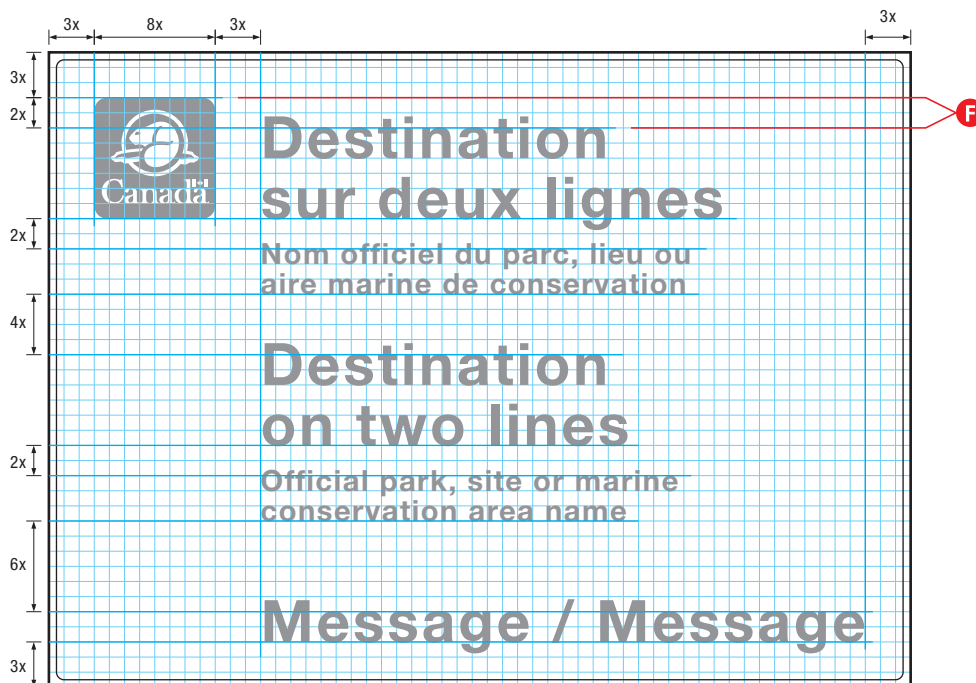 3x 8x 3x 3x
3x
2x
F
Canada
Destination
sur deux lignes
2x
Nom officiel du parc, lieu ou
aire marine de conservation
4x
Destination
on two lines
2x
Official park, site or marine
conservation area name
6x
Message / Message
3x